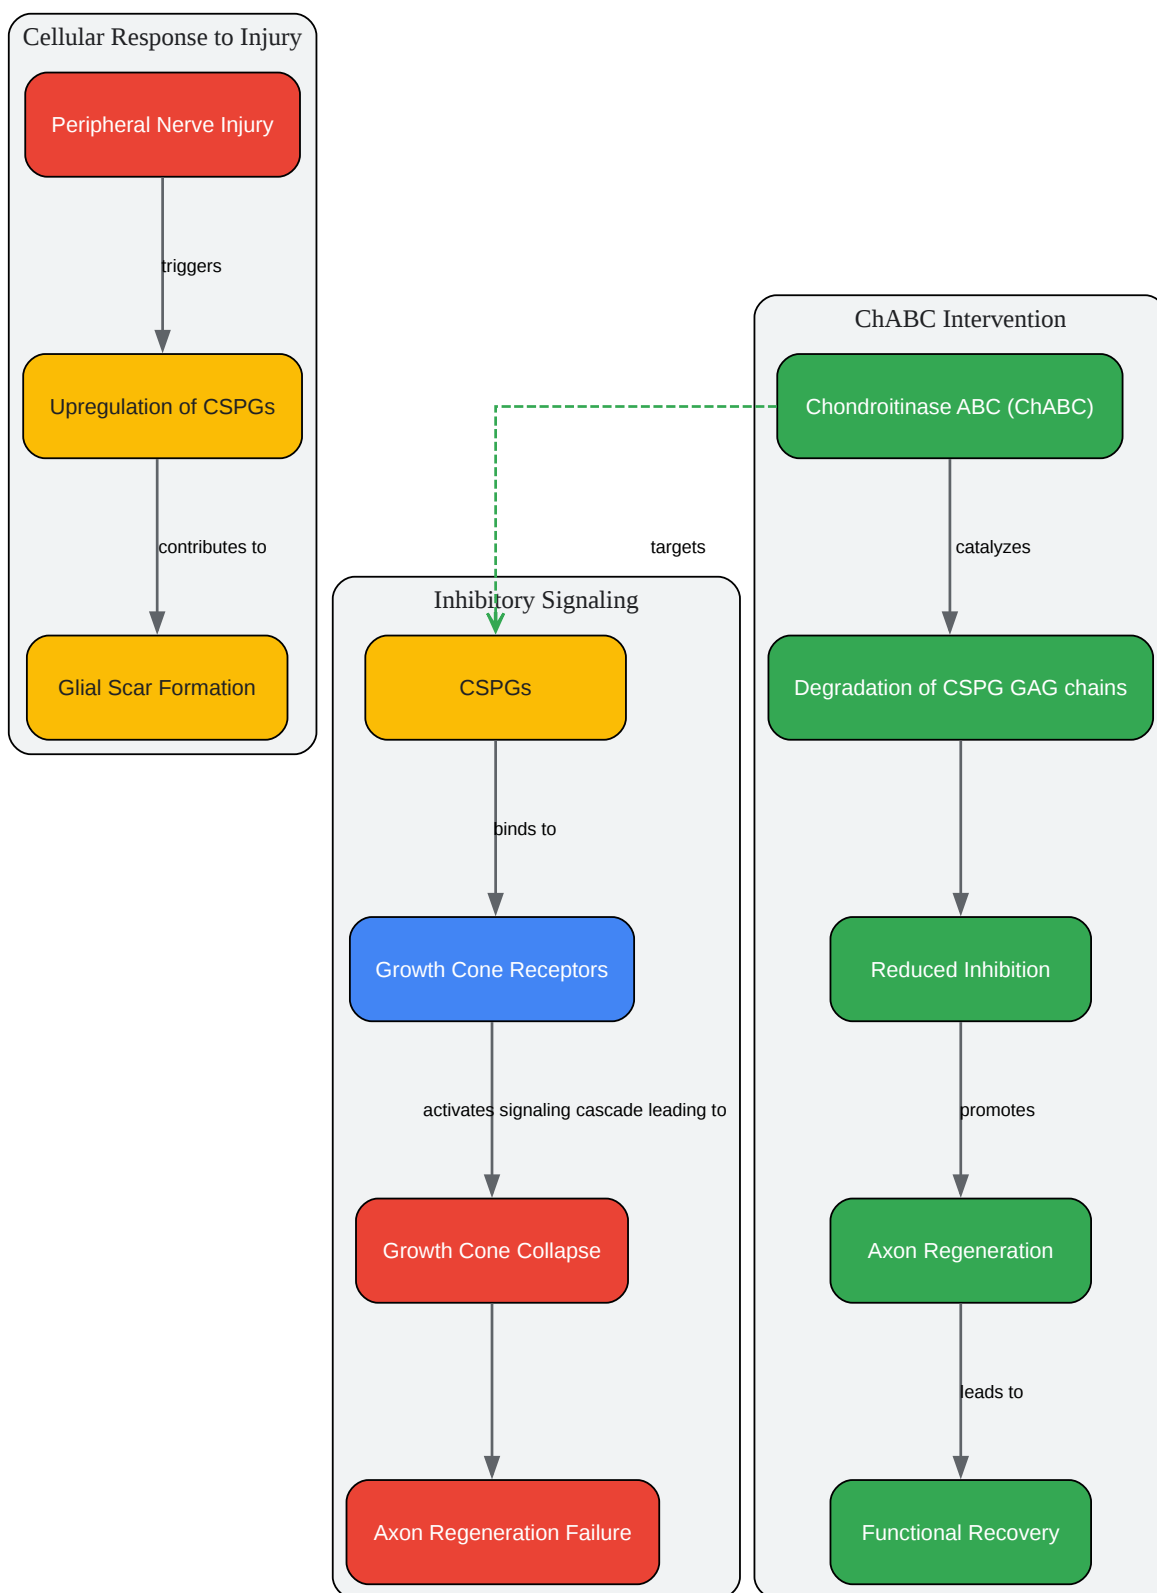 Cellular Response to Injury
Peripheral Nerve Injury
triggers
Upregulation of CSPGs
contributes to
Glial Scar Formation
Inhibitory Signaling
CSPGs
binds to
Growth Cone Receptors
activates signaling cascade leading to
Growth Cone Collapse
Axon Regeneration Failure
targets
ChABC Intervention
Chondroitinase ABC (ChABC)
catalyzes
Degradation of CSPG GAG chains
Reduced Inhibition
promotes
Axon Regeneration
leads to
Functional Recovery